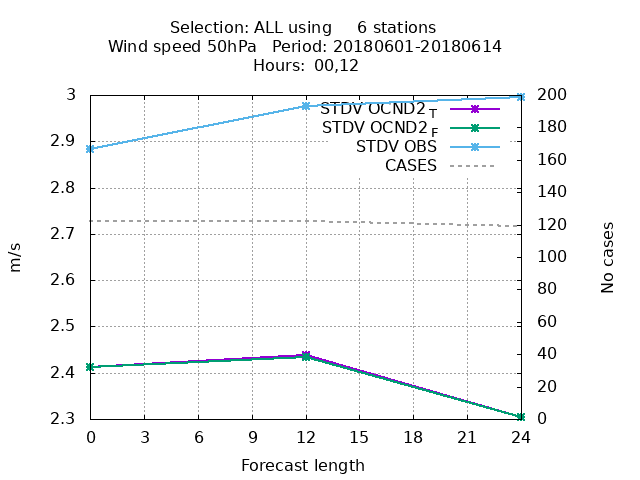 Selection: ALL using     6 stations
Wind speed 50hPa   Period: 20180601-20180614
Hours:  00,12
STDV OCND2 T
STDV OCND2 F
STDV OBS
CASES
3
2.9
2.8
2.7
2.6
2.5
2.4
2.3
200
180
160
140
120
100
80
60
40
20
0
m/s
No cases
0 3 6 9 12 15 18 21 24
Forecast length